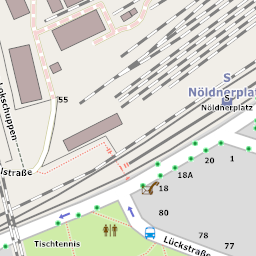 S
Nöldnerplatz
S
Nöldnerplatz
55
Lokschuppen
lstraße
1
20
18A
18
80
78
77
Tischtennis
Lückstraße